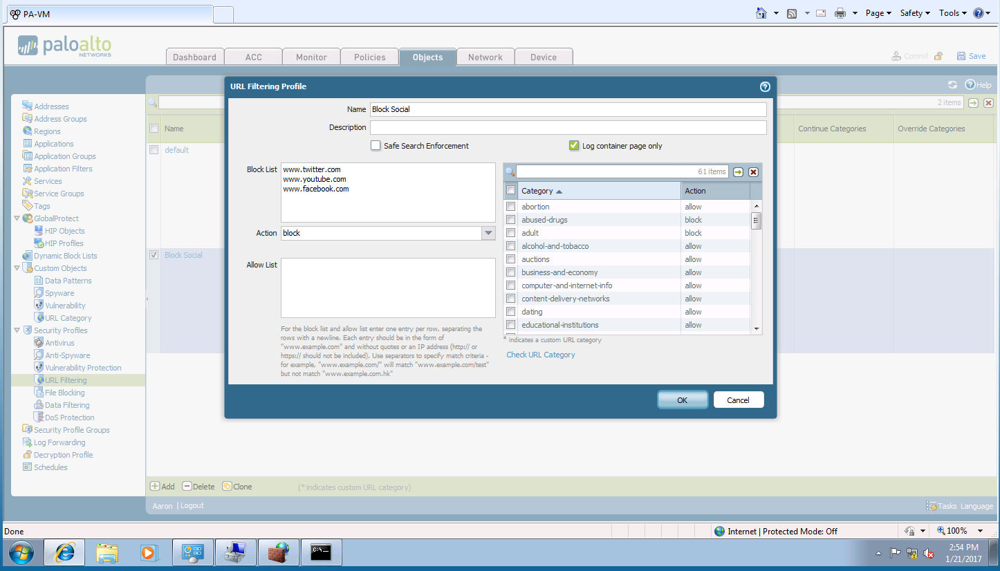 PA-VM
Page
Safety
Tools
paloalto
NETWORKS
Dashboard
ACC
Monitor
Policies
Objects
Network
Device
Commit
Save
Help
URL Filtering Profile
2 items
Addresses
Address Groups
Regions
Applications
Application Groups
Application Filters
Services
Service Groups
Tags
GlobalProtect
HIP Objects
HIP Profiles
Dynamic Block Lists
Custom Objects
Data Patterns
Spyware
Vulnerability
URL Category
Security Profiles
Antivirus
Anti-Spyware
Vulnerability Protection
URL Filtering
File Blocking
Data Filtering
DoS Protection
Security Profile Groups
Log Forwarding
Decryption Profile
Schedules
Name
default
Block Social
Continue Categories
Override Categories
Name Block Social
Description
Safe Search Enforcement
Log container page only
Block List
www.twitter.com
www.youtube.com
www.facebook.com
Action block
Allow List
For the block list and allow list enter one entry per row, separating the
rows with a newline. Each entry should be in the form of
"www.example.com" and without quotes or an IP address (http:// or
https:// should not be included). Use separators to specify match criteria -
for example, "www.example.com/" will match "www.example.com/test"
but not match "www.example.com.hk"
61 items
Category Action
abortion allow
abused-drugs block
adult block
alcohol-and-tobacco allow
auctions allow
business-and-economy allow
computer-and-internet-info allow
content-delivery-networks allow
dating allow
educational-institutions allow
* indicates a custom URL category
Check URL Category
OK
Cancel
Add
Delete
Clone
(* indicates custom URL category)
Aaron | Logout
Tasks
Language
Done
Internet | Protected Mode: Off
100%
C:\
2:54 PM
1/21/2017